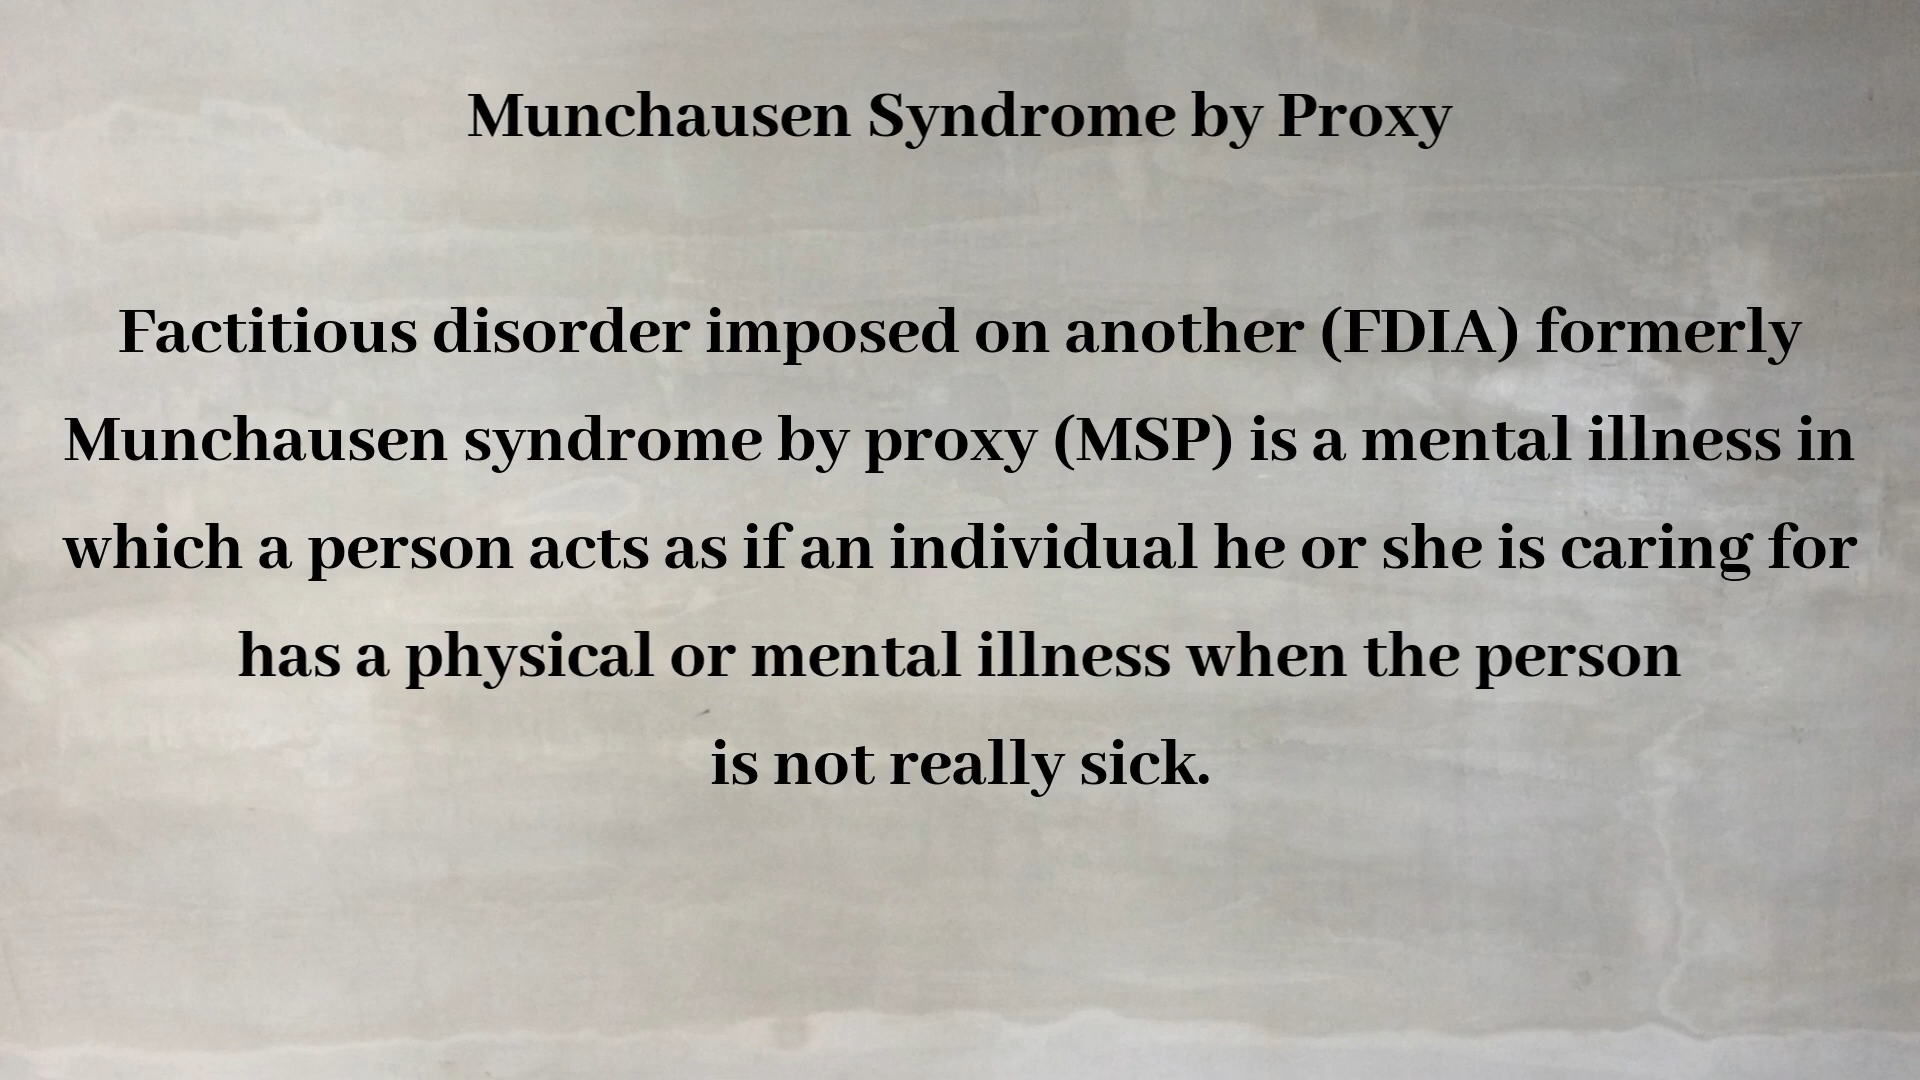 Munchausen Syndrome by Proxy
Factitious disorder imposed on another (FDIA) formerly
Munchausen syndrome by proxy (MSP) is a mental illness in
which a person acts as if an individual he or she is caring for
has a physical or mental illness when the person
is not really sick.